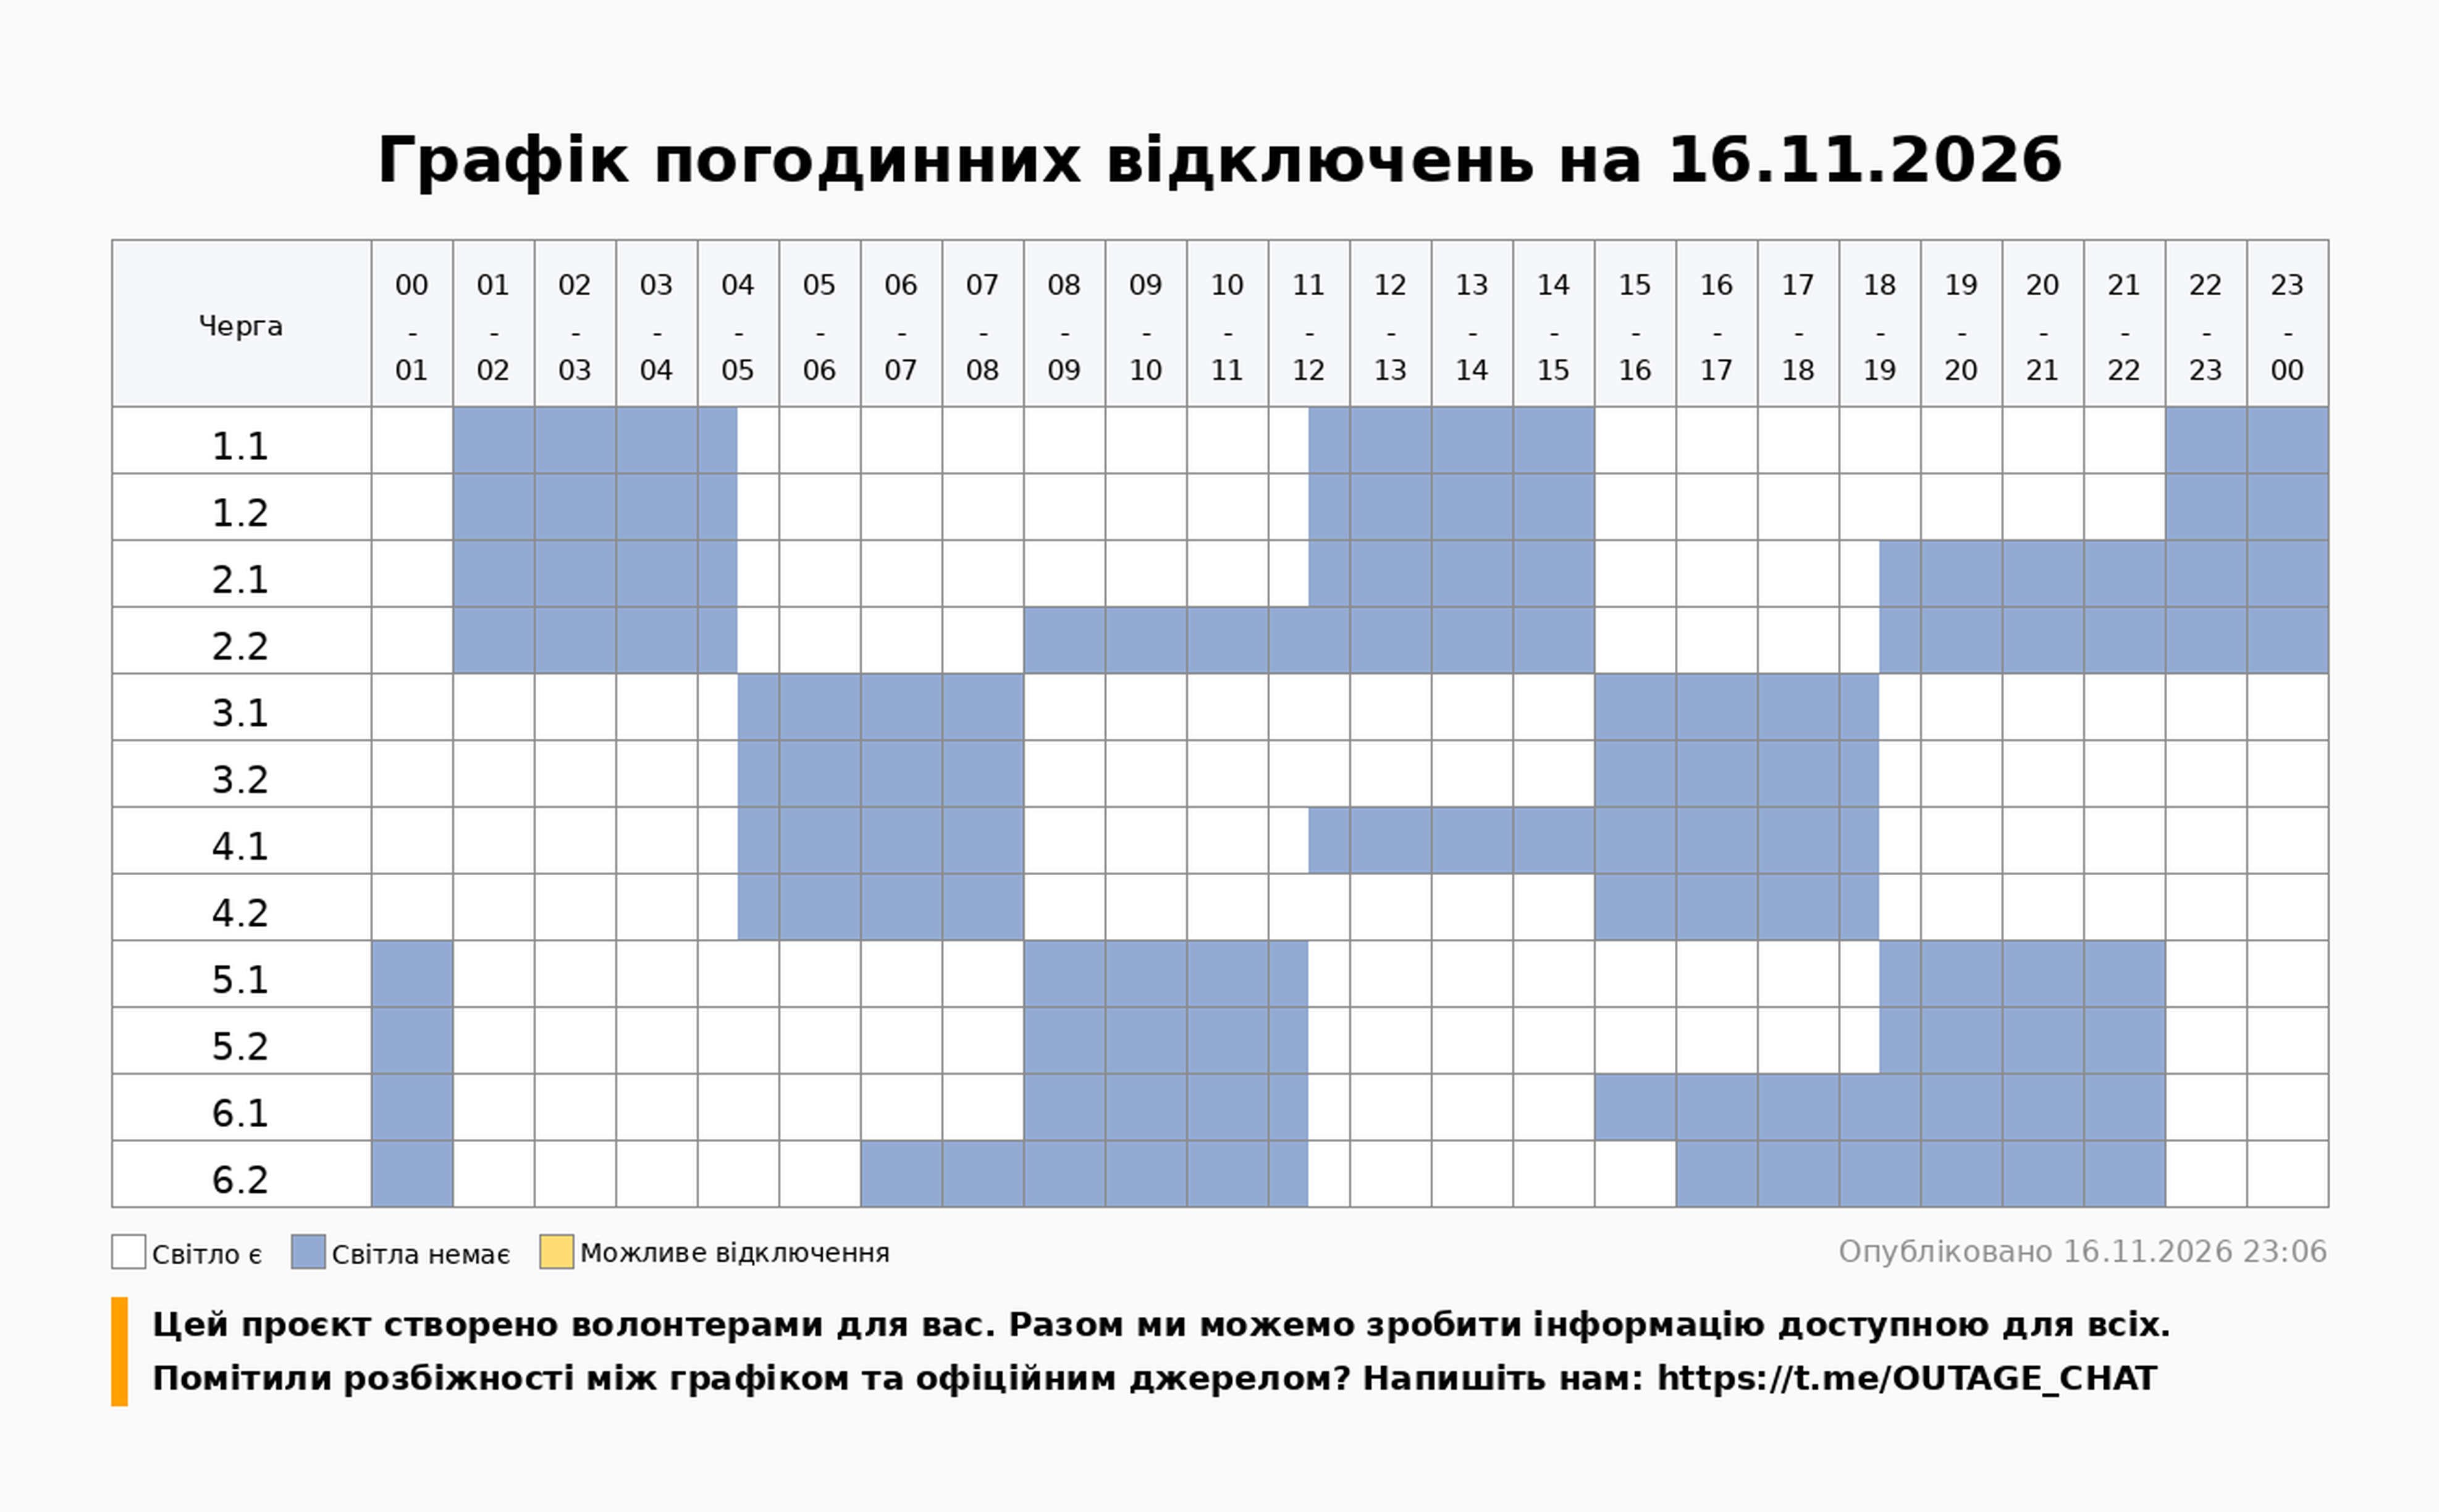 Графік погодинних відключень на 16.11.2026
Черга 00 - 01 01 - 02 02 - 03 03 - 04 04 - 05 05 - 06 06 - 07 07 - 08 08 - 09 09 - 10 10 - 11 11 - 12 12 - 13 13 - 14 14 - 15 15 - 16 16 - 17 17 - 18 18 - 19 19 - 20 20 - 21 21 - 22 22 - 23 23 - 00
1.1
1.2
2.1
2.2
3.1
3.2
4.1
4.2
5.1
5.2
6.1
6.2
Світло є Світла немає Можливе відключення Опубліковано 16.11.2026 23:06
Цей проєкт створено волонтерами для вас. Разом ми можемо зробити інформацію доступною для всіх.
Помітили розбіжності між графіком та офіційним джерелом? Напишіть нам: https://t.me/OUTAGE_CHAT